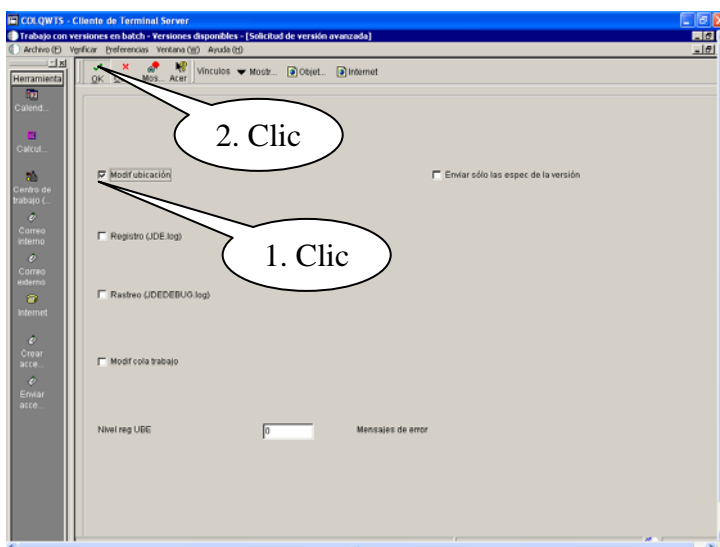 COLQWTS - Cliente de Terminal Server
Trabajo con versiones en batch - Versiones disponibles - [Solicitud de versión avanzada]
Archivo (F) Verificar Preferencias Ventana (W) Ayuda (H)
Herramienta
OK Mos... Acer Vínculos Mostr... Objet... Internet
Calend...
Calcul...
Centro de
trabajo (...
Correo
interno
Correo
externo
Internet
Crear
acce...
Enviar
acce...
2. Clic
Modif ubicación
Enviar sólo las espec de la versión
1. Clic
Registro (JDE.log)
Rastreo (JDEDEBUG.log)
Modif cola trabajo
Nivel reg UBE 0 Mensajes de error